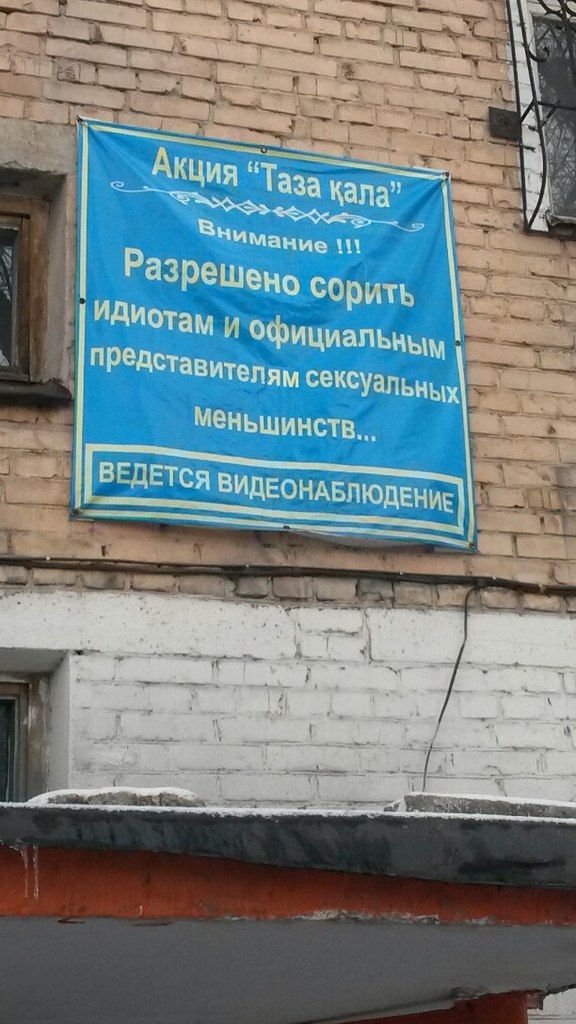 Акция “Таза қала”
Внимание !!!
Разрешено сорить
идиотам и официальным
представителям сексуальных
меньшинств...
ВЕДЕТСЯ ВИДЕОНАБЛЮДЕНИЕ